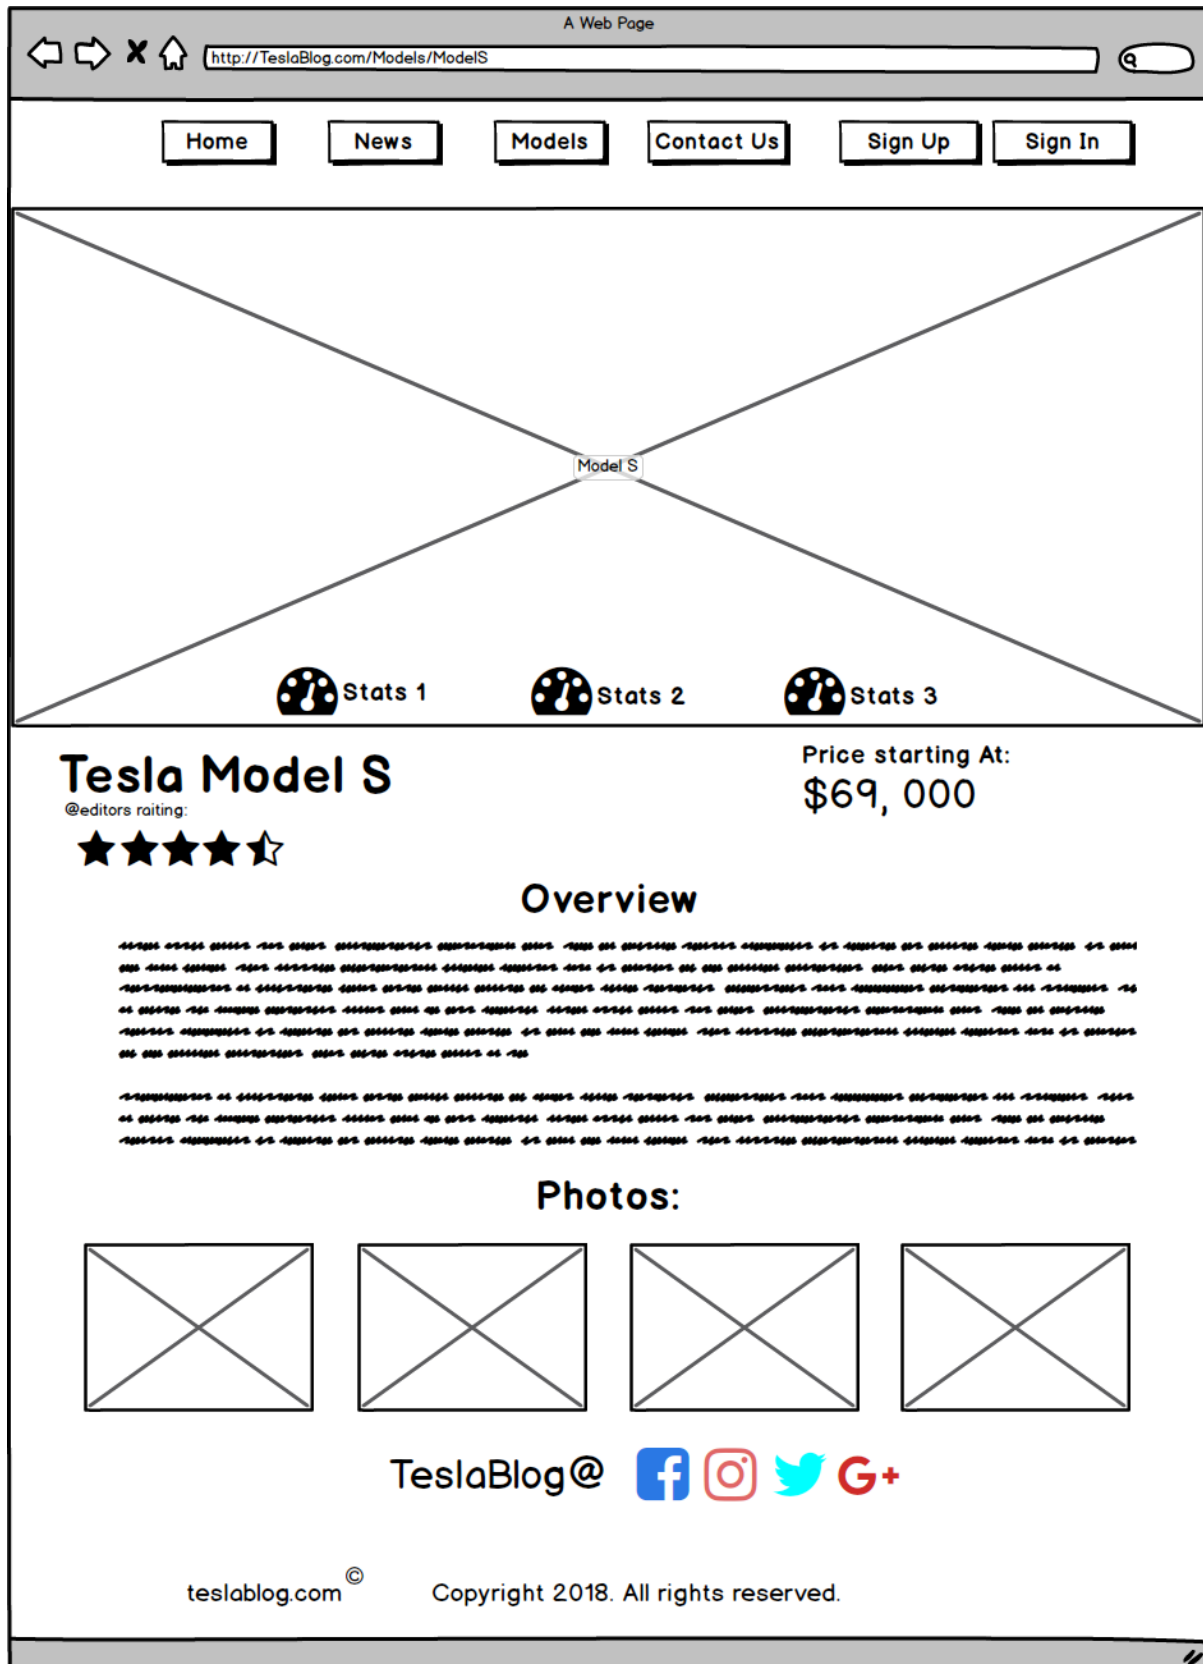 A Web Page
http://TeslaBlog.com/Models/ModelS
Home News Models Contact Us Sign Up Sign In
Model S
Stats 1 Stats 2 Stats 3
Tesla Model S
@editors raiting:
Price starting At:
$69, 000
Overview
Photos:
TeslaBlog@
teslablog.com © Copyright 2018. All rights reserved.